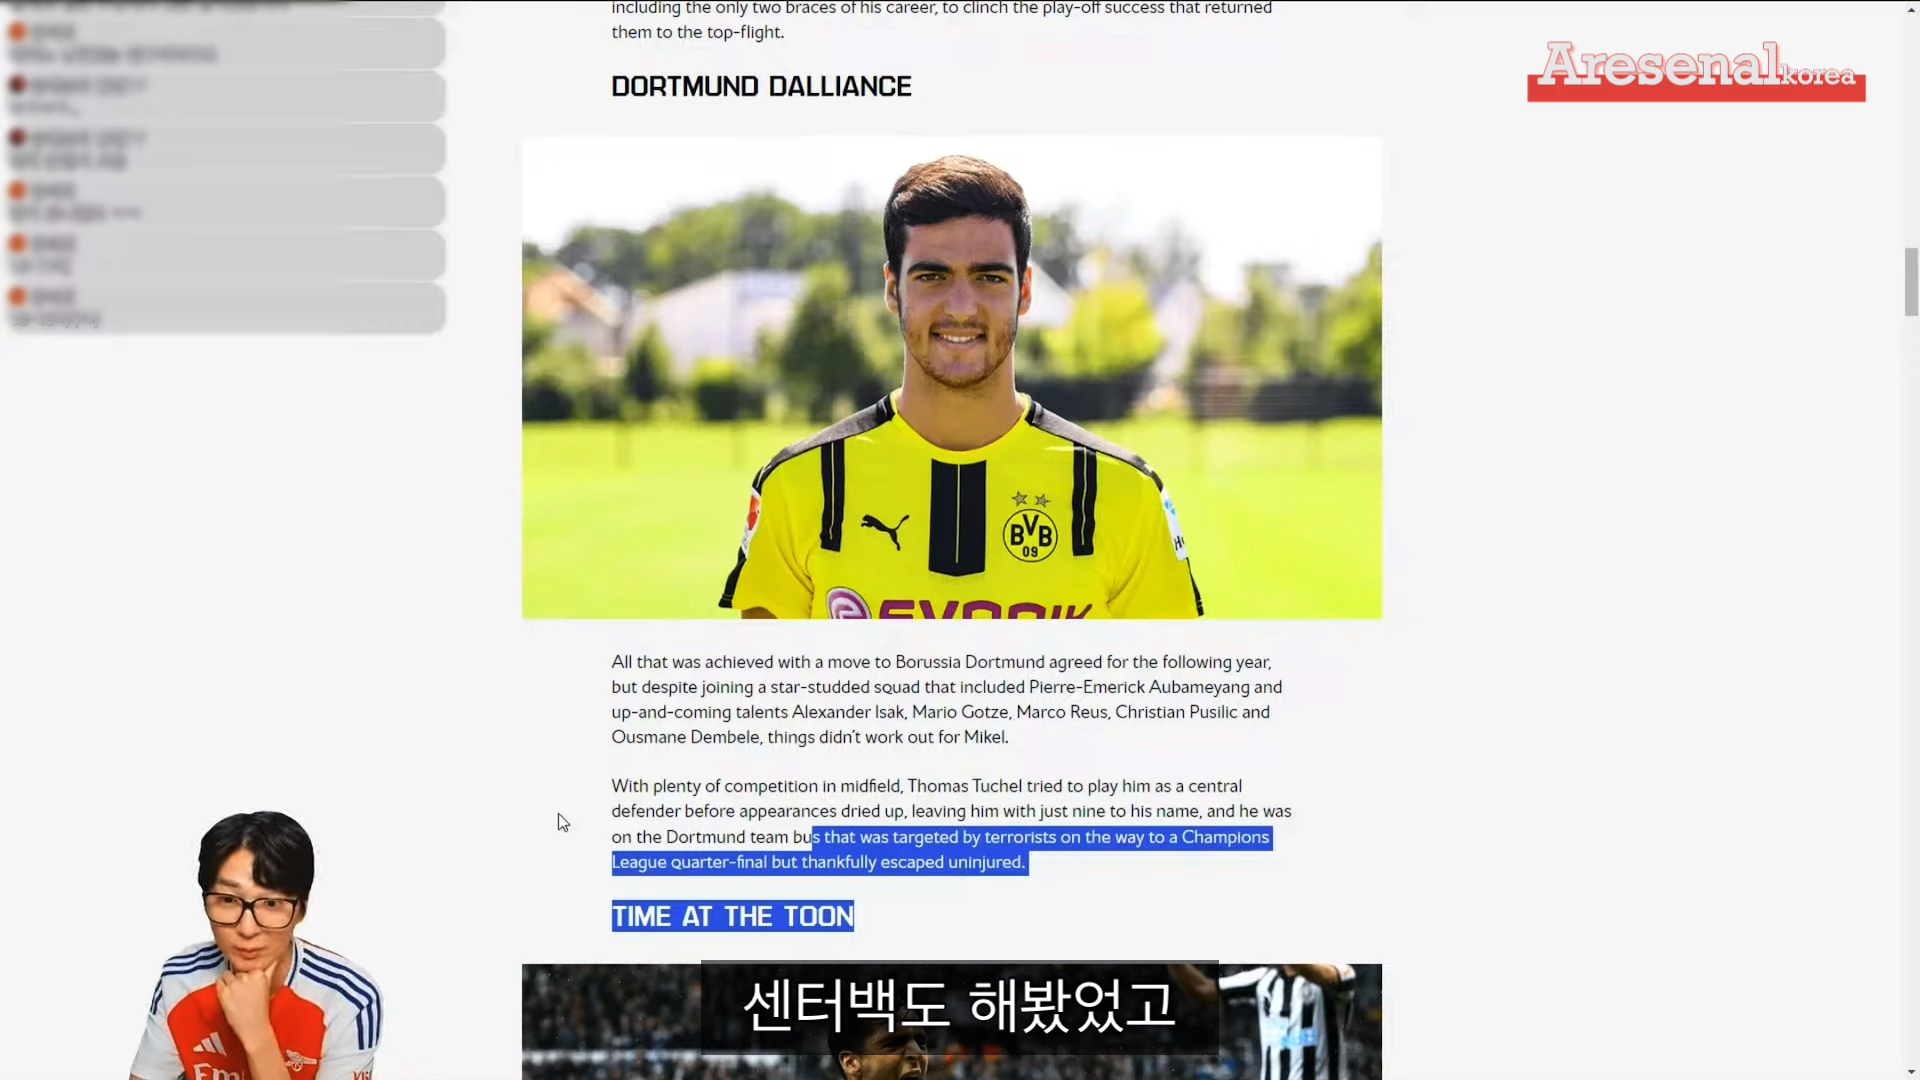 including the only two braces of his career, to clinch the play-off success that returned
them to the top-flight.
Aresenal korea
DORTMUND DALLIANCE
BVB
09
EVONIK
All that was achieved with a move to Borussia Dortmund agreed for the following year,
but despite joining a star-studded squad that included Pierre-Emerick Aubameyang and
up-and-coming talents Alexander Isak, Mario Gotze, Marco Reus, Christian Pusilic and
Ousmane Dembele, things didn't work out for Mikel.
With plenty of competition in midfield, Thomas Tuchel tried to play him as a central
defender before appearances dried up, leaving him with just nine to his name, and he was
on the Dortmund team bus that was targeted by terrorists on the way to a Champions
League quarter-final but thankfully escaped uninjured.
TIME AT THE TOON
센터백도 해봤었고